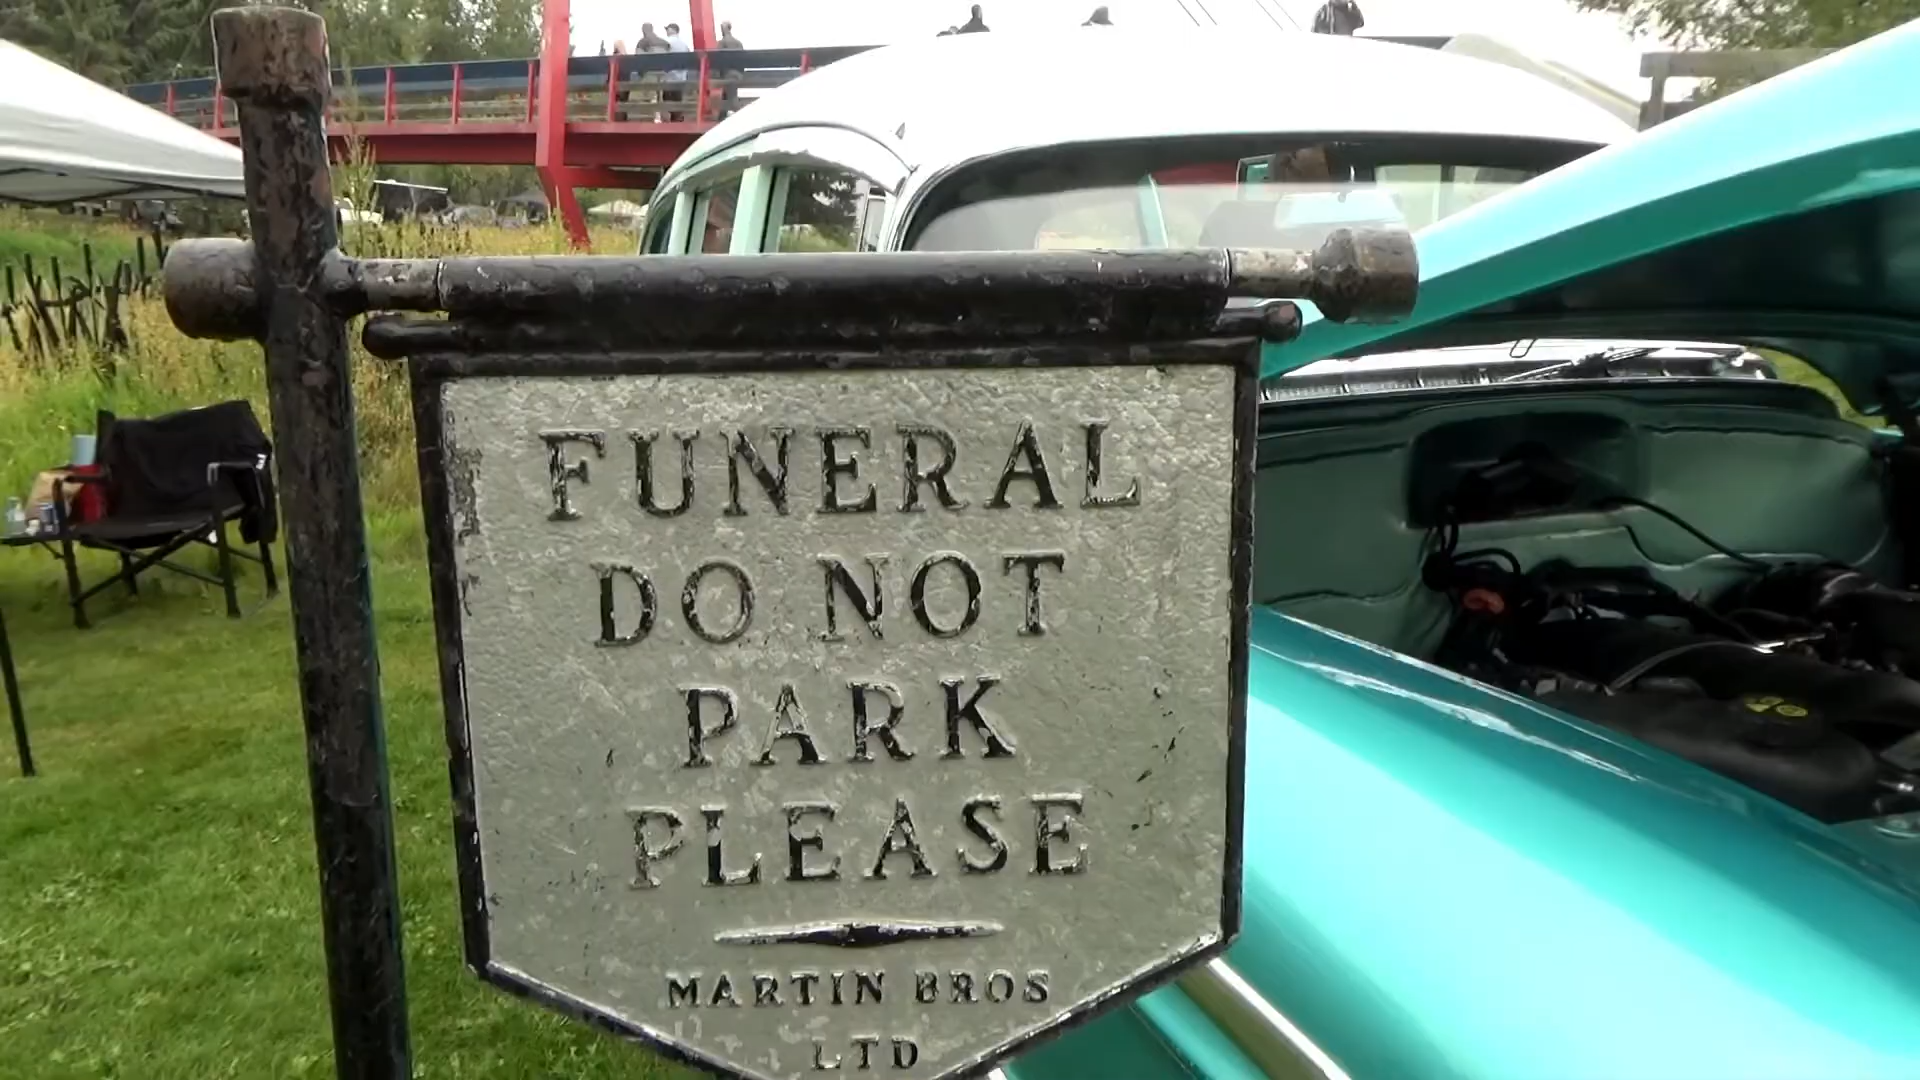 FUNERAL
DO NOT
PARK
PLEASE
MARTIN BROS
LTD